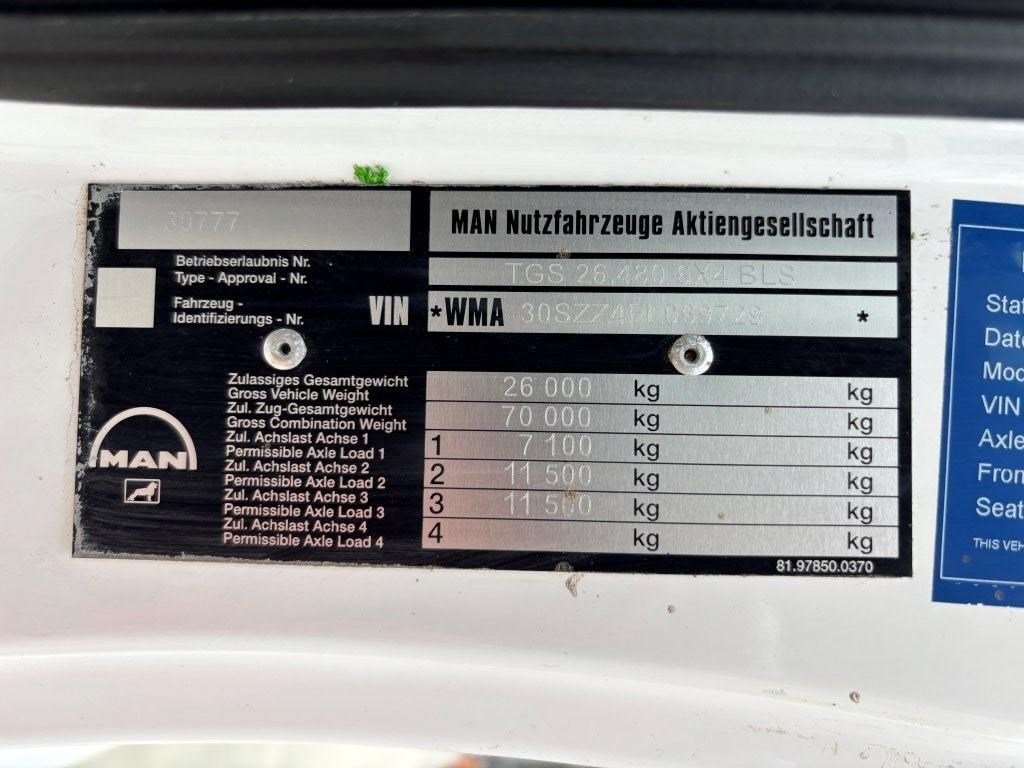 30777
MAN Nutzfahrzeuge Aktiengesellschaft
Betriebserlaubnis Nr.
Type - Approval - Nr.
TGS 26.480 6X4 BLS
Fahrzeug -
Identifizierungs - Nr.
VIN
*WMA *
Zulassiges Gesamtgewicht
Gross Vehicle Weight
26 000 kg kg
Zul. Zug-Gesamtgewicht
Gross Combination Weight
70 000 kg kg
Zul. Achslast Achse 1
Permissible Axle Load 1
1 7 100 kg kg
Zul. Achslast Achse 2
Permissible Axle Load 2
2 11 500 kg kg
Zul. Achslast Achse 3
Permissible Axle Load 3
3 11 500 kg kg
Zul. Achslast Achse 4
Permissible Axle Load 4
4 kg kg
MAN
81.97850.0370
VIN
Axle
THIS